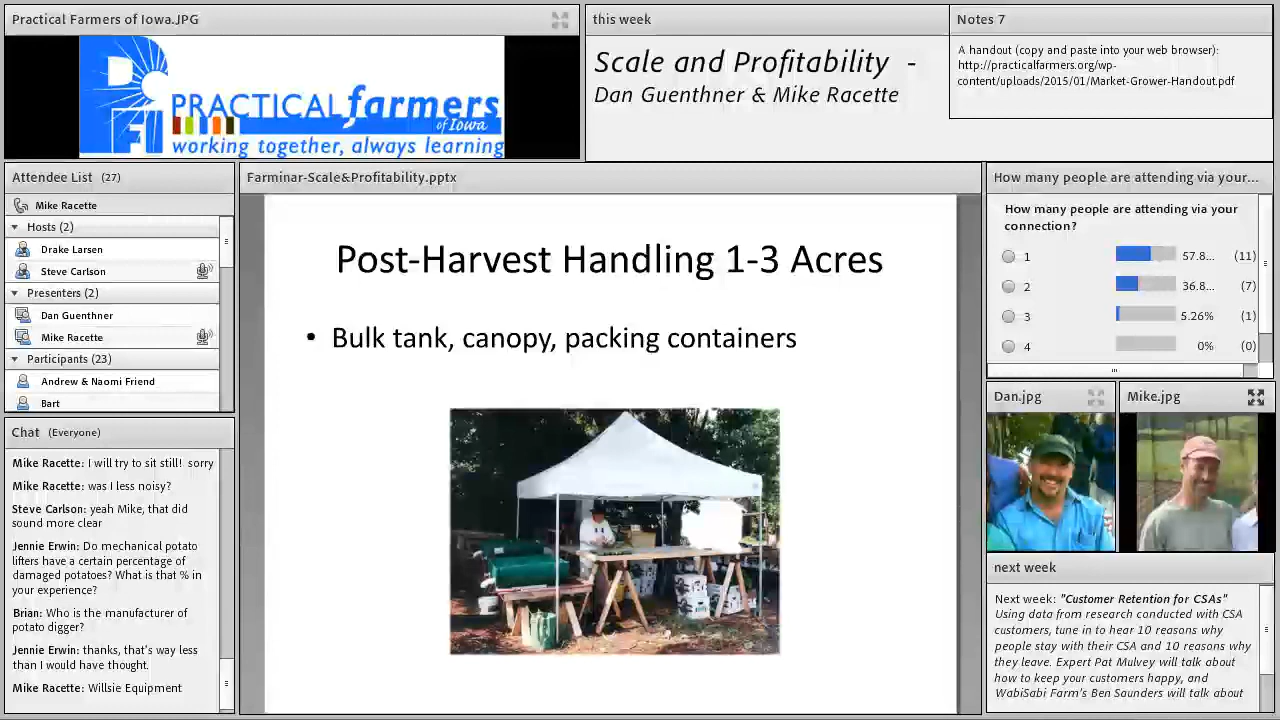 Practical Farmers of Iowa.JPG
PRACTICAL farmers
of Iowa
PFI
working together, always learning
this week
Scale and Profitability -
Dan Guenthner & Mike Racette
Notes 7
A handout (copy and paste into your web browser):
http://practicalfarmers.org/wp-
content/uploads/2015/01/Market-Grower-Handout.pdf
Attendee List (27)
Mike Racette
Hosts (2)
Drake Larsen
Steve Carlson
Presenters (2)
Dan Guenthner
Mike Racette
Participants (23)
Andrew & Naomi Friend
Bart
Chat (Everyone)
Mike Racette: I will try to sit still! sorry
Mike Racette: was I less noisy?
Steve Carlson: yeah Mike, that did
sound more clear
Jennie Erwin: Do mechanical potato
lifters have a certain percentage of
damaged potatoes? What is that % in
your experience?
Brian: Who is the manufacturer of
potato digger?
Jennie Erwin: thanks, that's way less
than I would have thought.
Mike Racette: Willsie Equipment
Farminar-Scale&Profitability.pptx
Post-Harvest Handling 1-3 Acres
• Bulk tank, canopy, packing containers
How many people are attending via your...
How many people are attending via your
connection?
1 57.8... (11)
2 36.8... (7)
3 5.26% (1)
4 0% (0)
Dan.jpg
Mike.jpg
next week
Next week: "Customer Retention for CSAs"
Using data from research conducted with CSA
customers, tune in to hear 10 reasons why
people stay with their CSA and 10 reasons why
they leave. Expert Pat Mulvey will talk about
how to keep your customers happy, and
WabiSabi Farm's Ben Saunders will talk about